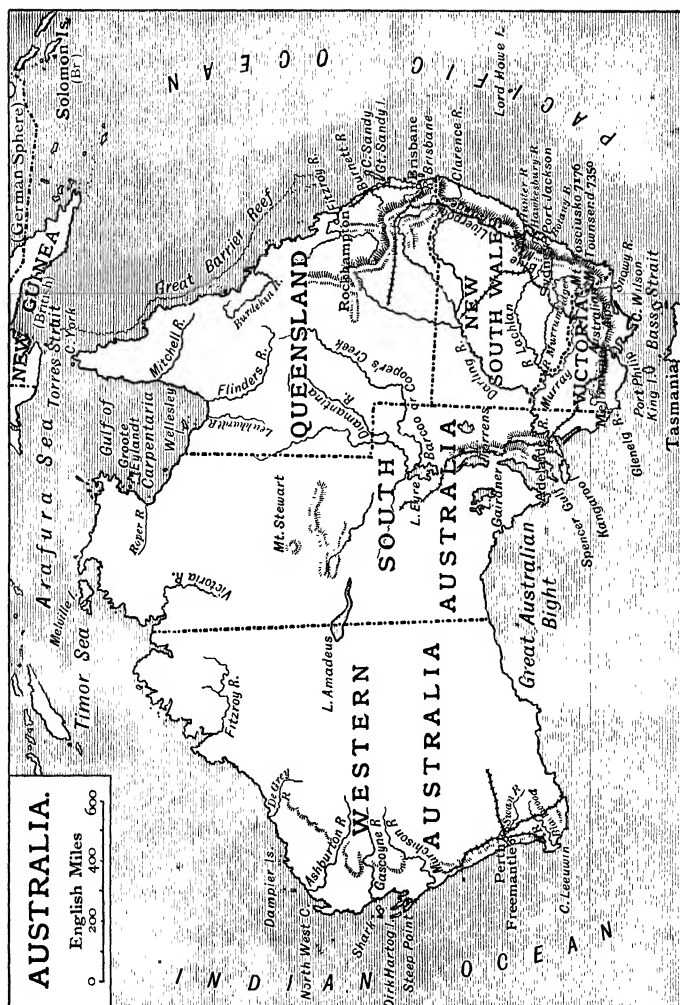 AUSTRALIA.
English Miles
0 200 400 600
Timor Sea
Arafura Sea
Melville I.
Gulf of
Carpentaria
Groote
Eylandt
Wellesley
Torres Strait
C. York
NEW GUINEA
(British)
(German Sphere)
Solomon Is.
(Br)
Great Barrier Reef
PACIFIC OCEAN
Lord Howe I.
INDIAN OCEAN
Great Australian
Bight
WESTERN
AUSTRALIA
SOUTH
AUSTRALIA
QUEENSLAND
NEW
SOUTH WALES
VICTORIA
Tasmania
Roper R
Victoria R.
Fitzroy R.
Mt. Stewart
L. Amadeus
Mitchell R.
Flinders R.
Leichhardt R.
Burdekin R.
Diamantina
R.
Cooper's Creek
or
Barcoo
L. Eyre
Torrens
Gairdner
Rockhampton
Fitzroy R.
Burnett R
C. Sandy
Gt. Sandy I.
Brisbane
Brisbane
Clarence R.
Liverpool
Hunter R
Hawkesbury R
Port Jackson
Botany B.
Kosciusko 7176
Townsend 7350
Snowy R.
C. Wilson
Bass Strait
King I.
Port Philip
Glenelg R.
Darling R.
R. Lachlan
Murrumbidgee
Murray
Adelaide
Spencer Gulf
Kangaroo
Dampier Is.
De Grey
R
North West C.
Ashburton R
Gascoyne R
Murchison R
Shark
Dirk Hartog I.
Steep Point
Perth
Swan R
Freemantle
C. Leeuwin